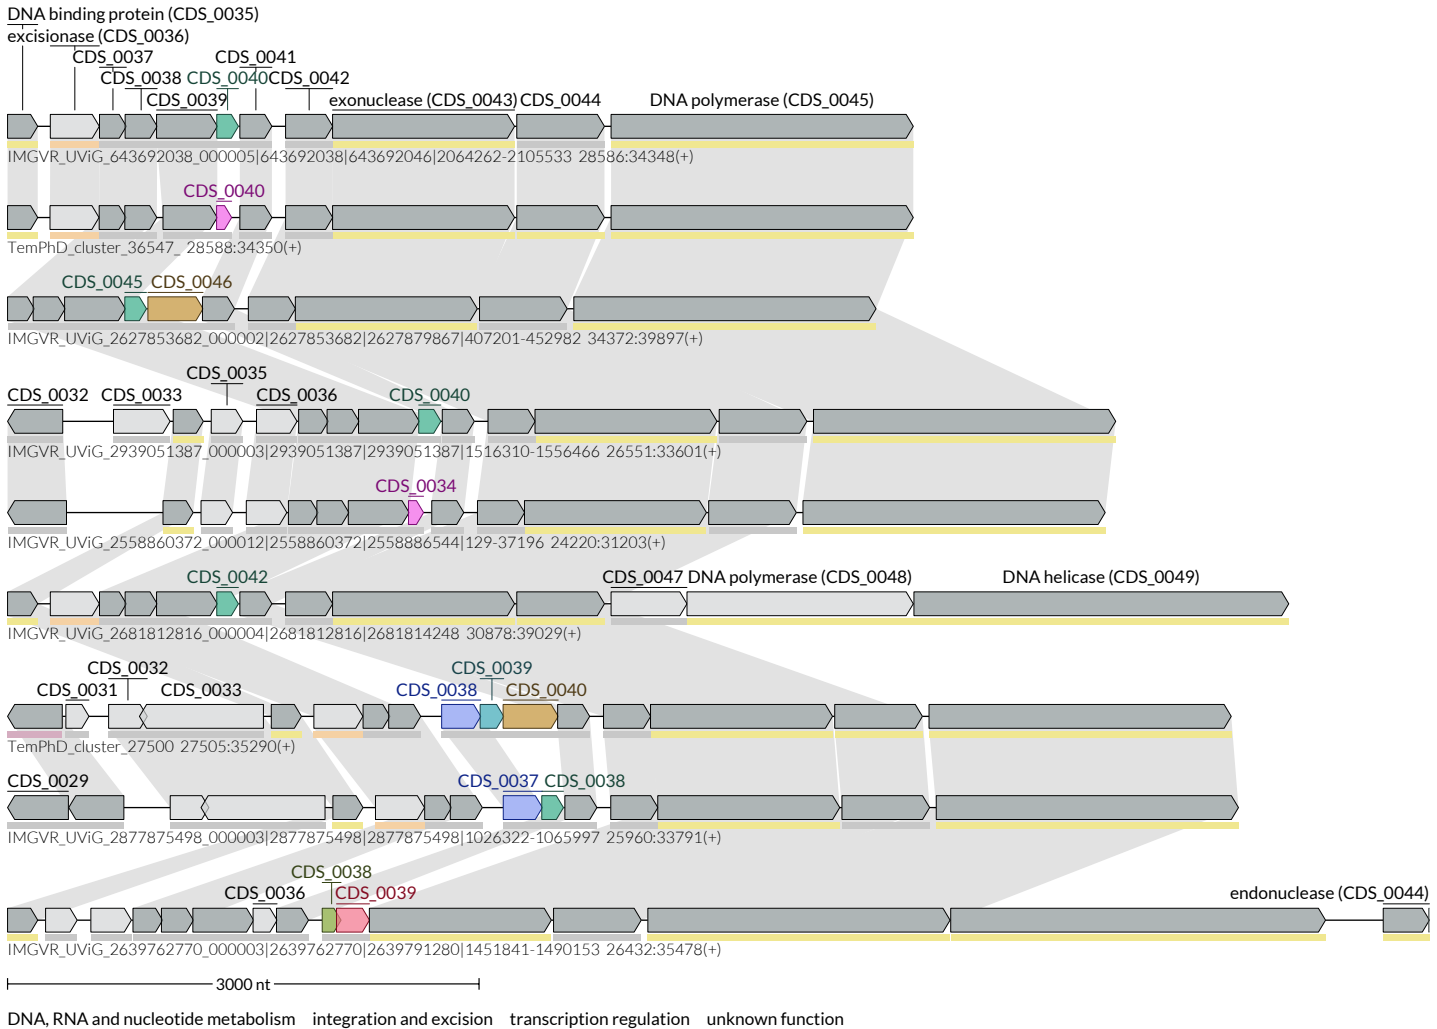 DNA binding protein (CDS_0035)
excisionase (CDS_0036)
CDS_0037 CDS_0041
CDS_0038 CDS_0040 CDS_0042
CDS_0039 exonuclease (CDS_0043) CDS_0044 DNA polymerase (CDS_0045)
IMGVR_UViG_643692038_000005|643692038|643692046|2064262-2105533 28586:34348(+)
CDS_0040
TemPhD_cluster_36547_ 28588:34350(+)
CDS_0045 CDS_0046
IMGVR_UViG_2627853682_000002|2627853682|2627879867|407201-452982 34372:39897(+)
CDS_0035
CDS_0032 CDS_0033 CDS_0036 CDS_0040
IMGVR_UViG_2939051387_000003|2939051387|2939051387|1516310-1556466 26551:33601(+)
CDS_0034
IMGVR_UViG_2558860372_000012|2558860372|2558886544|129-37196 24220:31203(+)
CDS_0042 CDS_0047 DNA polymerase (CDS_0048) DNA helicase (CDS_0049)
IMGVR_UViG_2681812816_000004|2681812816|2681814248 30878:39029(+)
CDS_0032 CDS_0039
CDS_0031 CDS_0033 CDS_0038 CDS_0040
TemPhD_cluster_27500 27505:35290(+)
CDS_0029 CDS_0037 CDS_0038
IMGVR_UViG_2877875498_000003|2877875498|2877875498|1026322-1065997 25960:33791(+)
CDS_0038
CDS_0036 CDS_0039 endonuclease (CDS_0044)
IMGVR_UViG_2639762770_000003|2639762770|2639791280|1451841-1490153 26432:35478(+)
3000 nt
DNA, RNA and nucleotide metabolism integration and excision transcription regulation unknown function